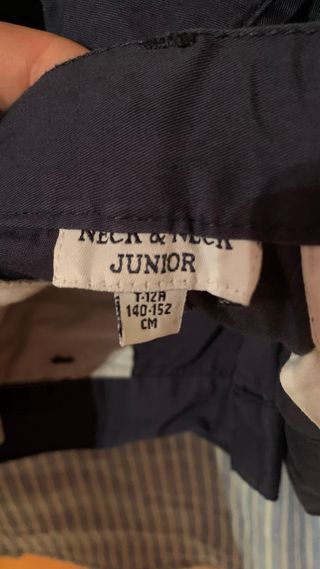 NECK & NECK
JUNIOR
T-12A
140-152
CM